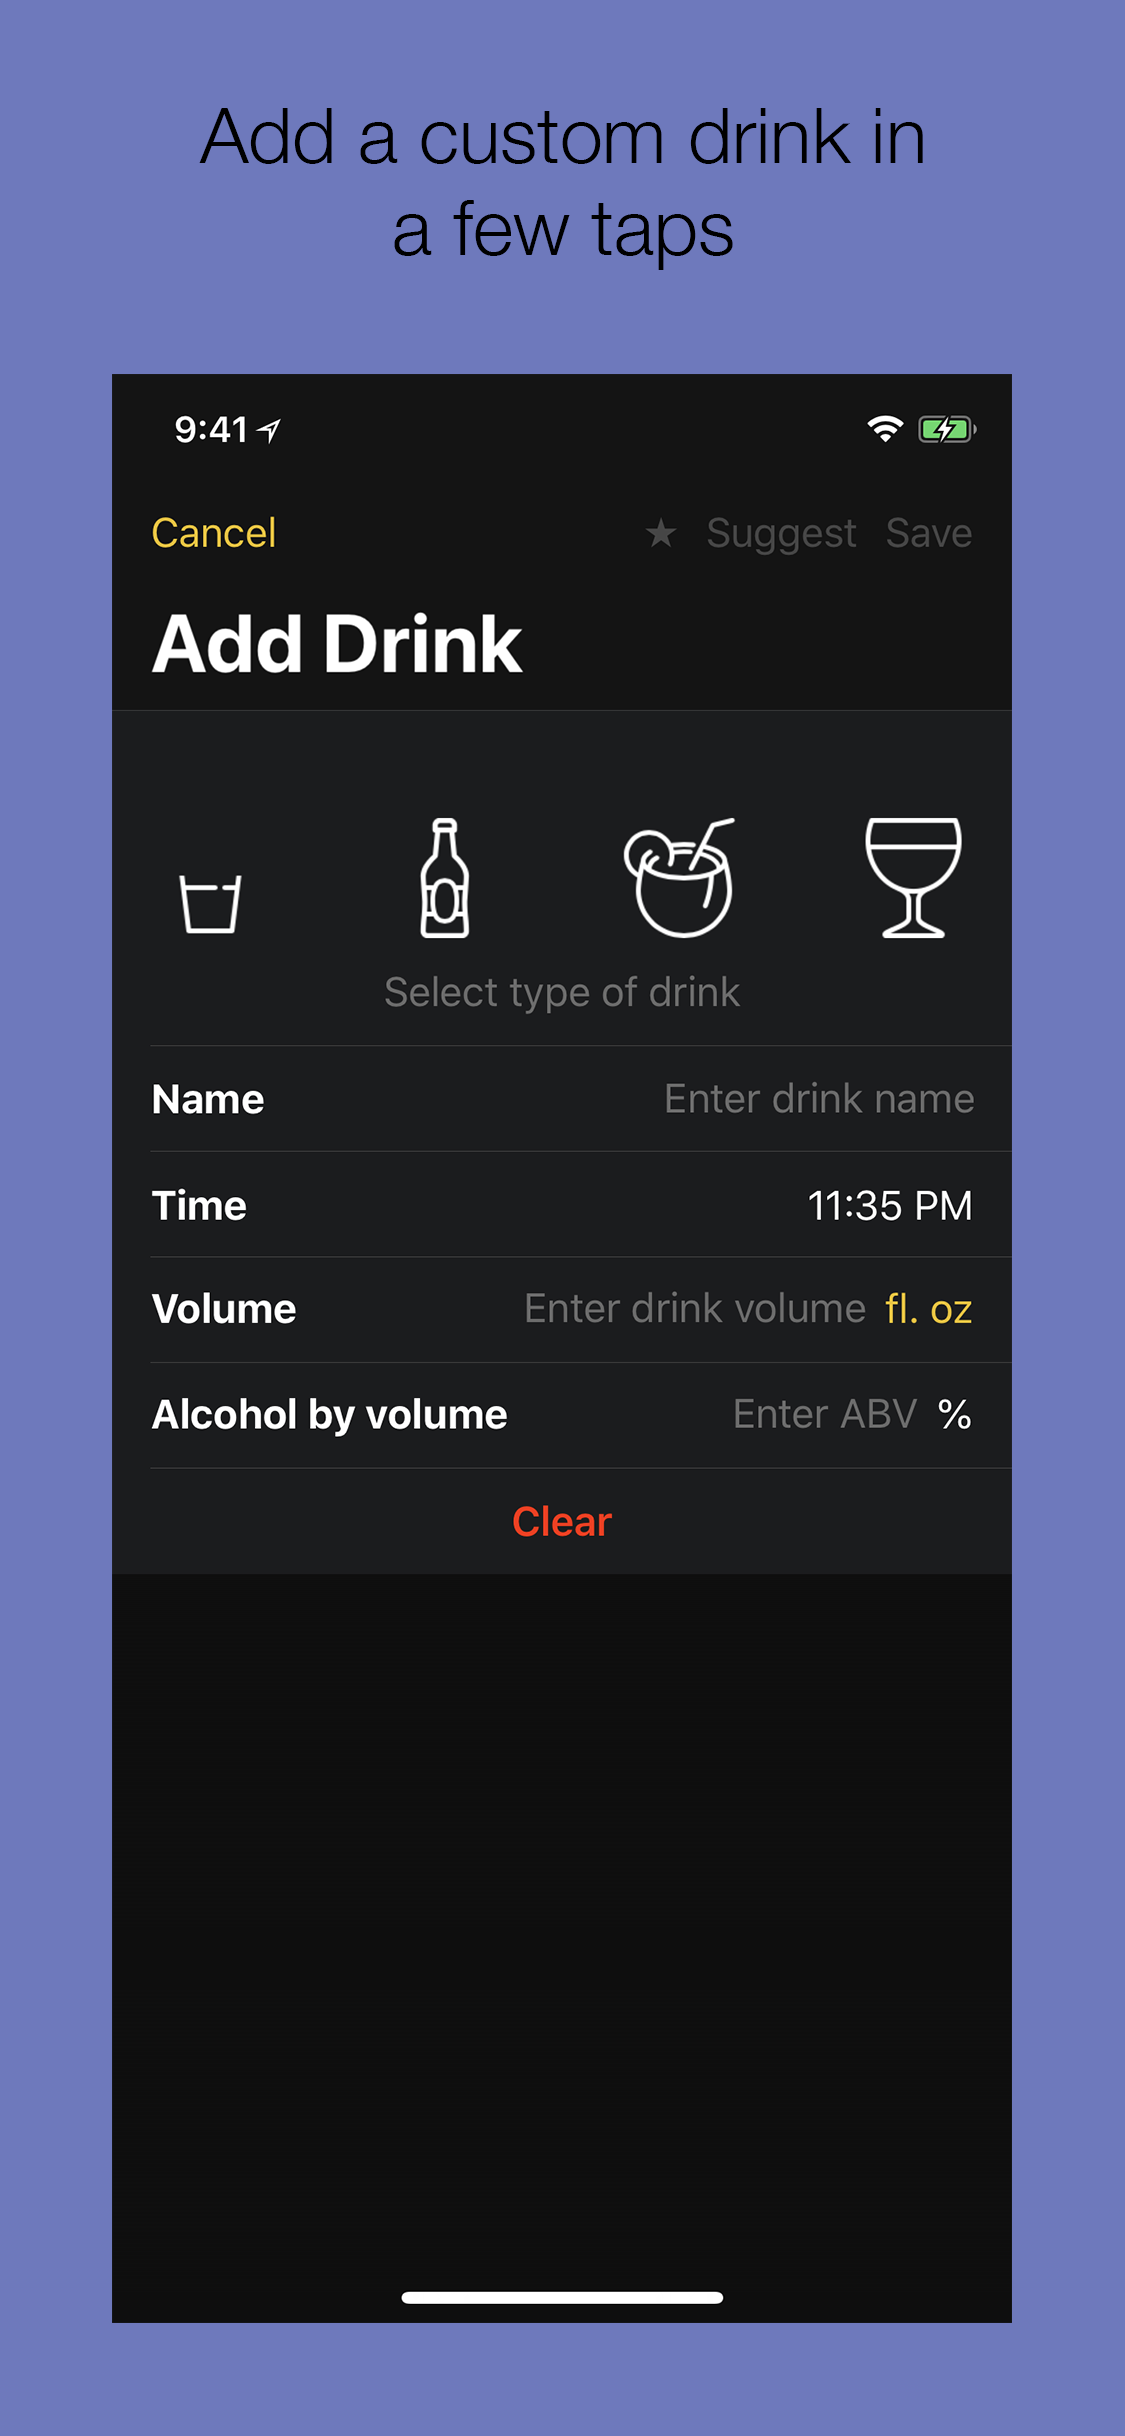 Add a custom drink in
a few taps
9:41
Cancel ★ Suggest Save
Add Drink
Select type of drink
Name Enter drink name
Time 11:35 PM
Volume Enter drink volume fl. oz
Alcohol by volume Enter ABV %
Clear